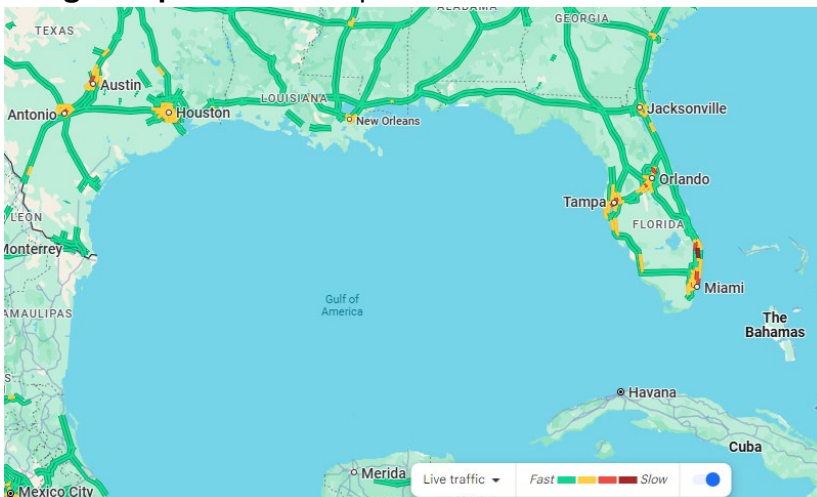 TEXAS
GEORGIA
Austin
LOUISIANA
Antonio
Houston
New Orleans
Jacksonville
Orlando
Tampa
FLORIDA
LEON
Monterrey
Gulf of
America
Miami
AMAULIPAS
The
Bahamas
Havana
Cuba
Merida
Live traffic
Fast
Slow
Mexico City